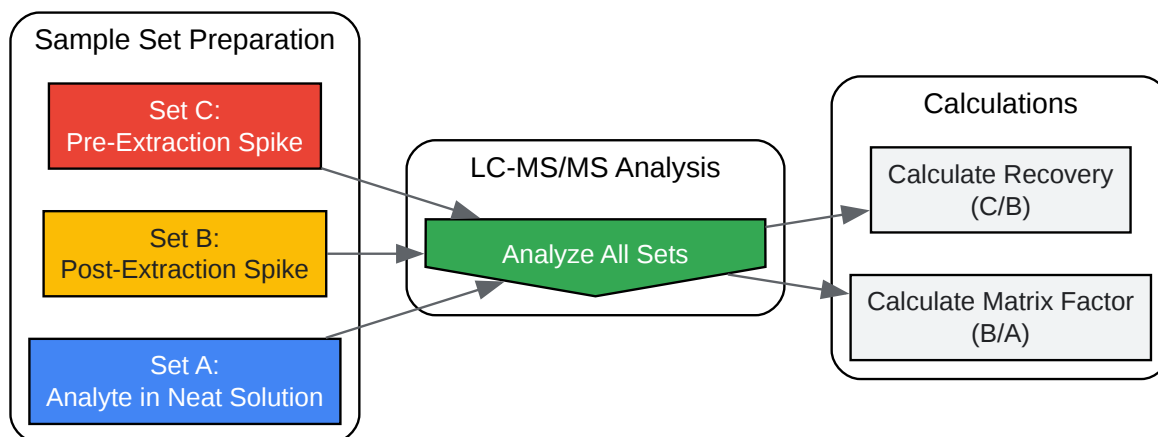 Sample Set Preparation
Set C:
Pre-Extraction Spike
Set B:
Post-Extraction Spike
Set A:
Analyte in Neat Solution
LC-MS/MS Analysis
Analyze All Sets
Calculations
Calculate Recovery
(C/B)
Calculate Matrix Factor
(B/A)